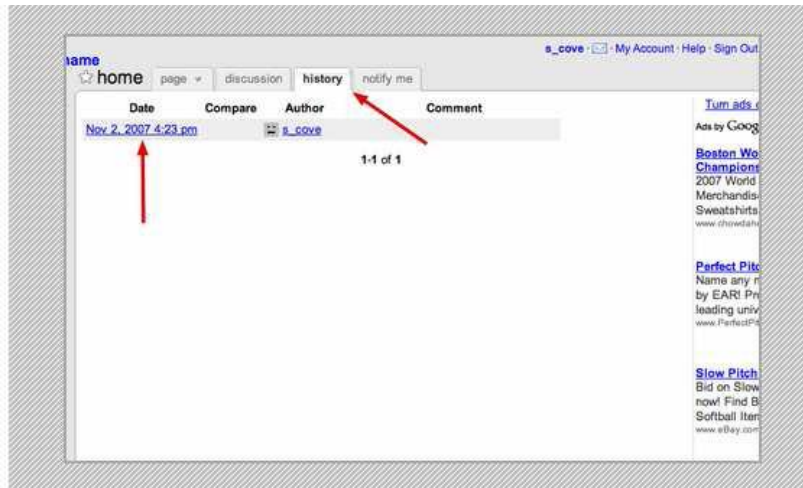 s_cove · My Account · Help · Sign Out
name
home page discussion history notify me
Date Compare Author Comment
Nov 2, 2007 4:23 pm s_cove
1-1 of 1
Turn ads
Ads by Goog
Boston Wo
Champions
2007 World
Merchandis
Sweatshirts
www.chowdah
Perfect Pitc
Name any n
by EAR! Pr
leading univ
www.PerfectPit
Slow Pitch
Bid on Slow
now! Find B
Softball Iter
www.eBay.com